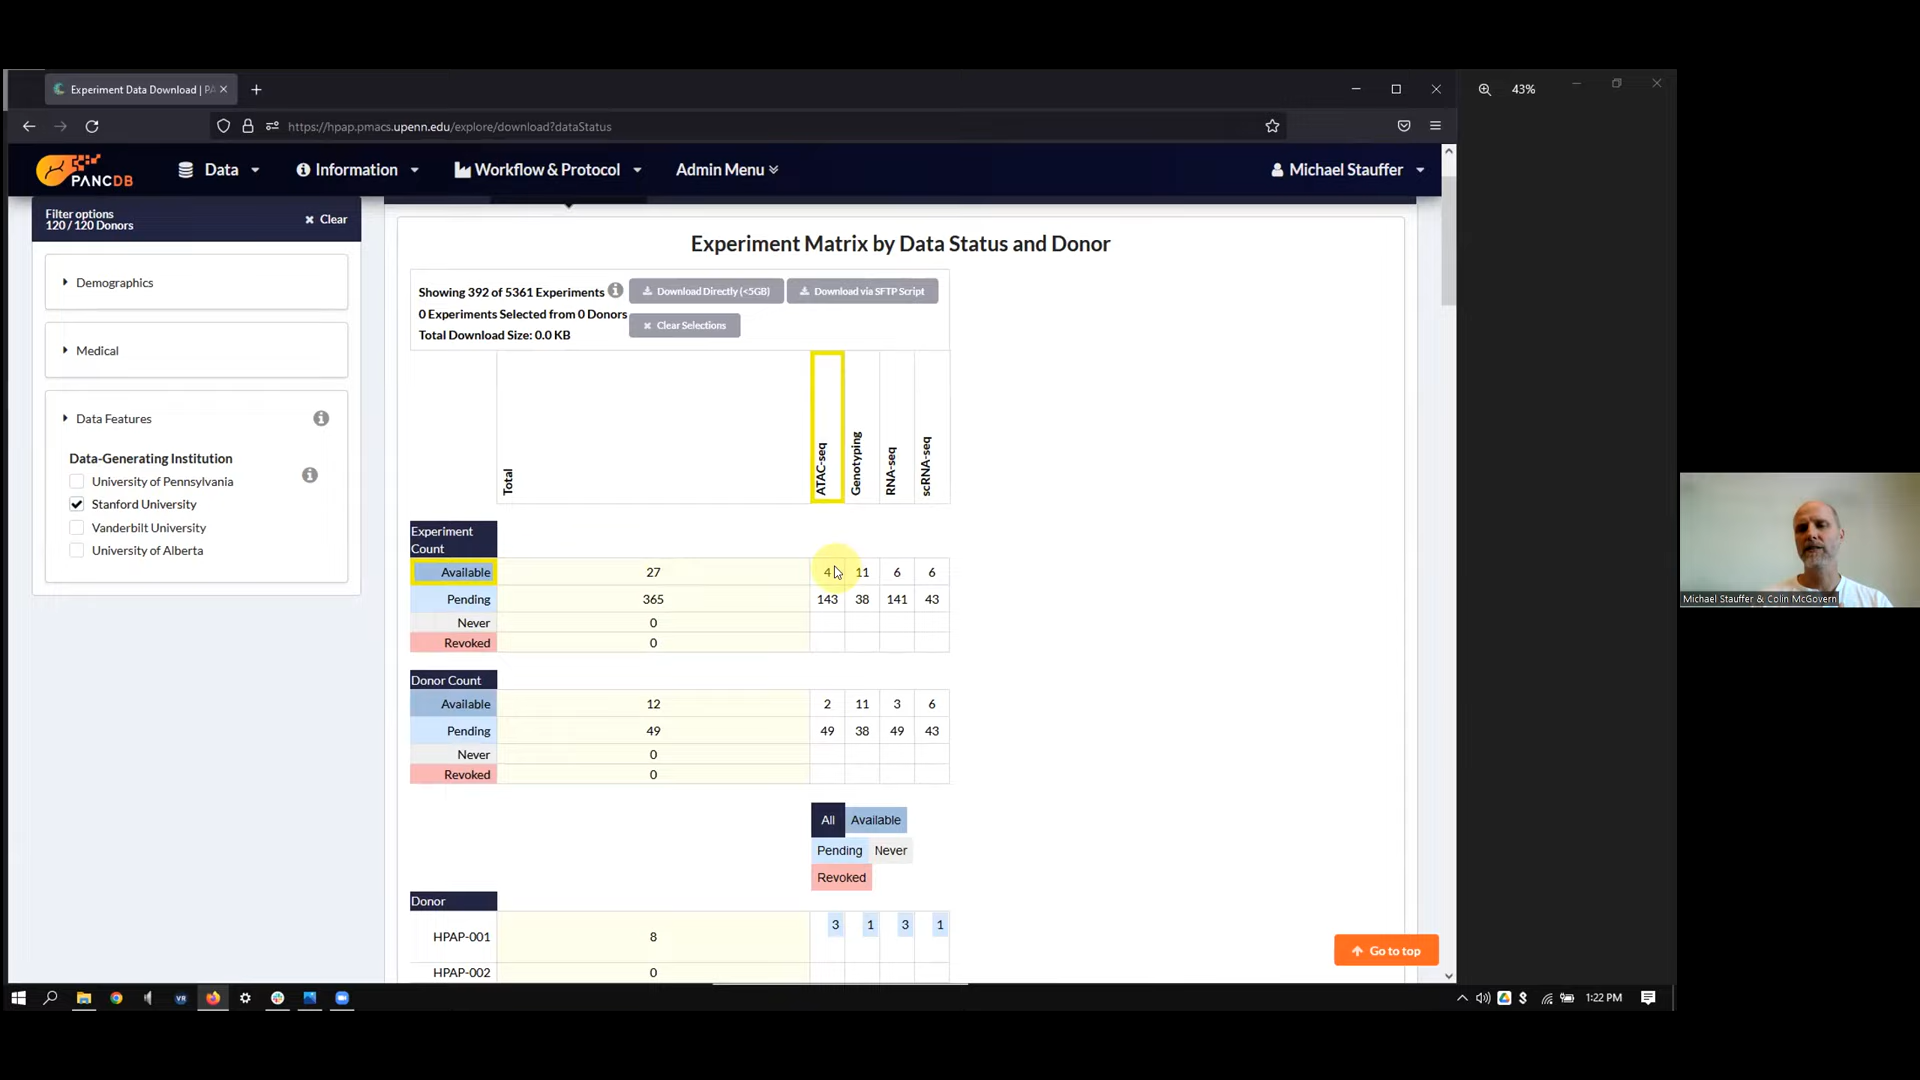 Experiment Data Download | PA
43%
https://hpap.pmacs.upenn.edu/explore/download?dataStatus
PANCDB
Data
Information
Workflow & Protocol
Admin Menu
Michael Stauffer
Filter options
120 / 120 Donors
Clear
Demographics
Medical
Data Features
Data-Generating Institution
University of Pennsylvania
Stanford University
Vanderbilt University
University of Alberta
Experiment Matrix by Data Status and Donor
Showing 392 of 5361 Experiments
Download Directly (<5GB)
Download via SFTP Script
0 Experiments Selected from 0 Donors
Clear Selections
Total Download Size: 0.0 KB
Total
ATAC-seq
Genotyping
RNA-seq
scRNA-seq
Experiment
Count
Available 27 4 11 6 6
Pending 365 143 38 141 43
Never 0
Revoked 0
Donor Count
Available 12 2 11 3 6
Pending 49 49 38 49 43
Never 0
Revoked 0
All Available
Pending Never
Revoked
Donor
HPAP-001 8 3 1 3 1
HPAP-002 0
Go to top
Michael Stauffer & Colin McGovern
VR
1:22 PM